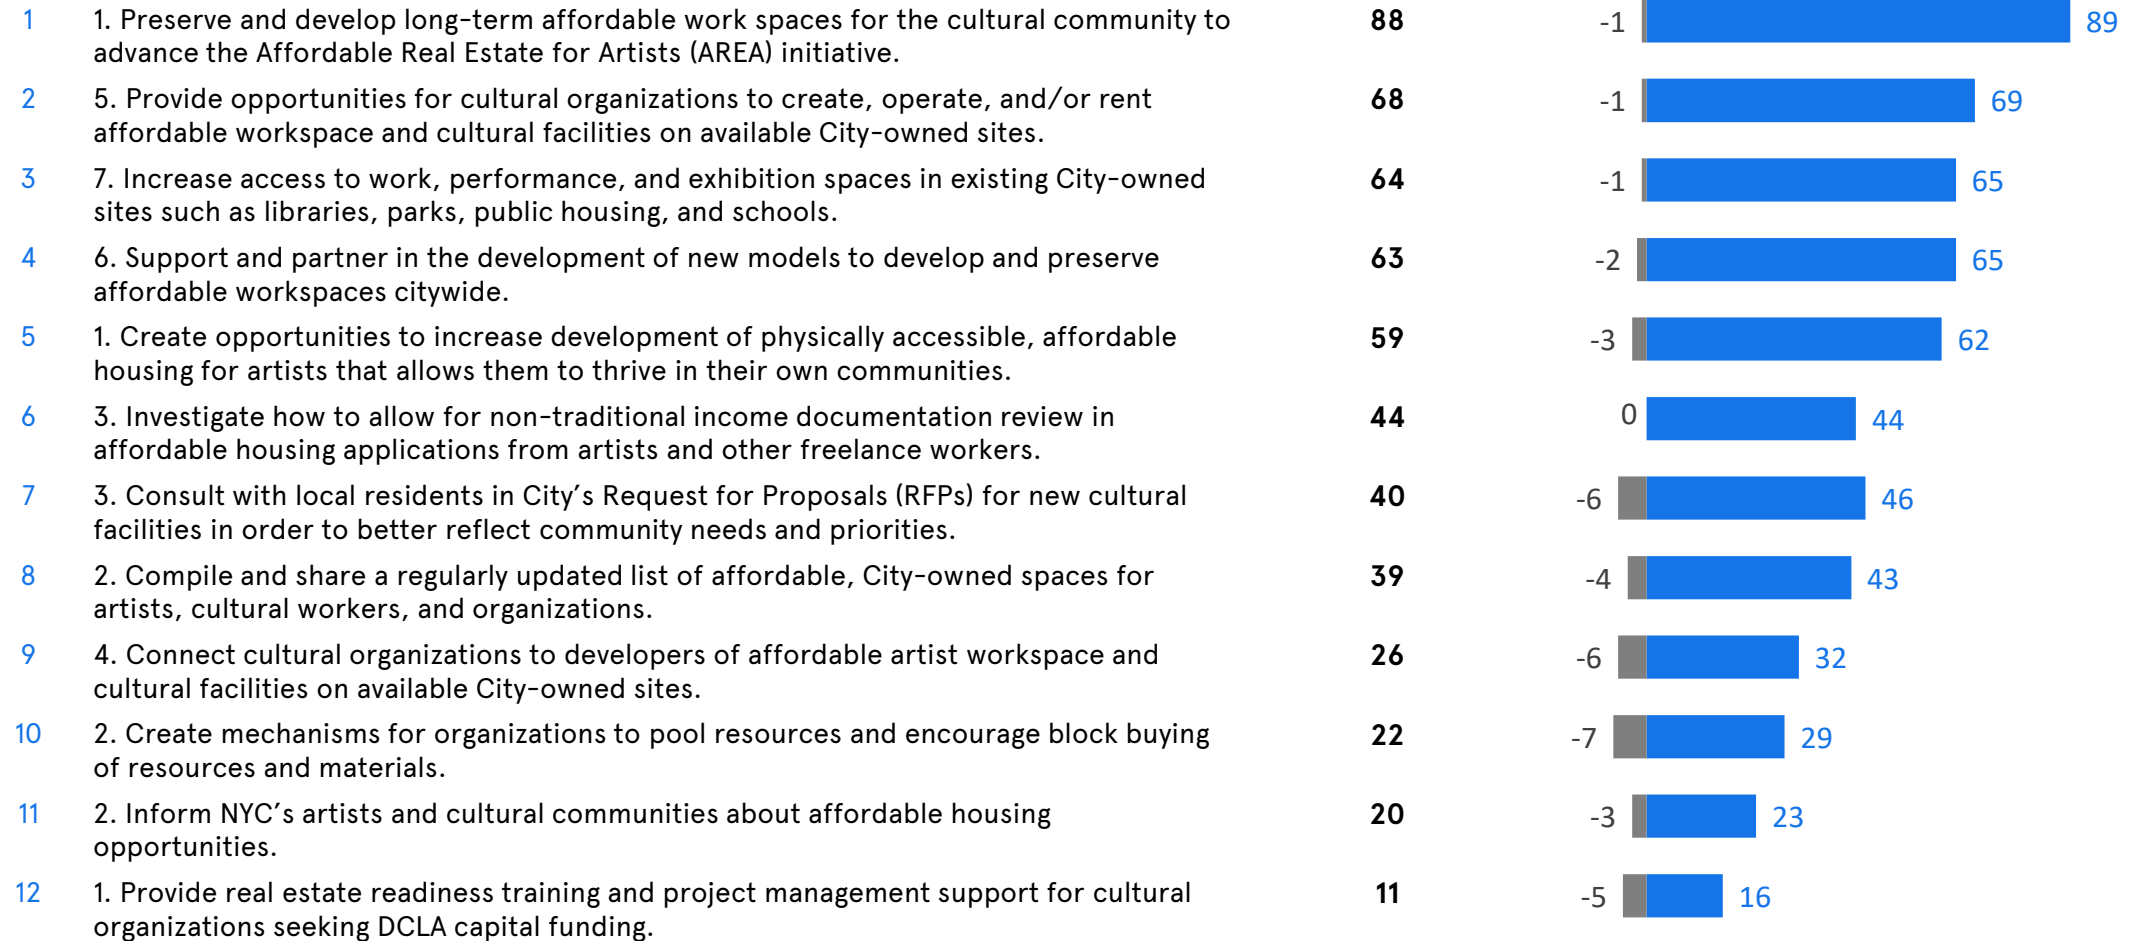 1 1. Preserve and develop long-term affordable work spaces for the cultural community to 88 -1 89
advance the Affordable Real Estate for Artists (AREA) initiative.
2 5. Provide opportunities for cultural organizations to create, operate, and/or rent 68 -1 69
affordable workspace and cultural facilities on available City-owned sites.
3 7. Increase access to work, performance, and exhibition spaces in existing City-owned 64 -1 65
sites such as libraries, parks, public housing, and schools.
4 6. Support and partner in the development of new models to develop and preserve 63 -2 65
affordable workspaces citywide.
5 1. Create opportunities to increase development of physically accessible, affordable 59 -3 62
housing for artists that allows them to thrive in their own communities.
6 3. Investigate how to allow for non-traditional income documentation review in 44 0 44
affordable housing applications from artists and other freelance workers.
7 3. Consult with local residents in City’s Request for Proposals (RFPs) for new cultural 40 -6 46
facilities in order to better reflect community needs and priorities.
8 2. Compile and share a regularly updated list of affordable, City-owned spaces for 39 -4 43
artists, cultural workers, and organizations.
9 4. Connect cultural organizations to developers of affordable artist workspace and 26 -6 32
cultural facilities on available City-owned sites.
10 2. Create mechanisms for organizations to pool resources and encourage block buying 22 -7 29
of resources and materials.
11 2. Inform NYC’s artists and cultural communities about affordable housing 20 -3 23
opportunities.
12 1. Provide real estate readiness training and project management support for cultural 11 -5 16
organizations seeking DCLA capital funding.